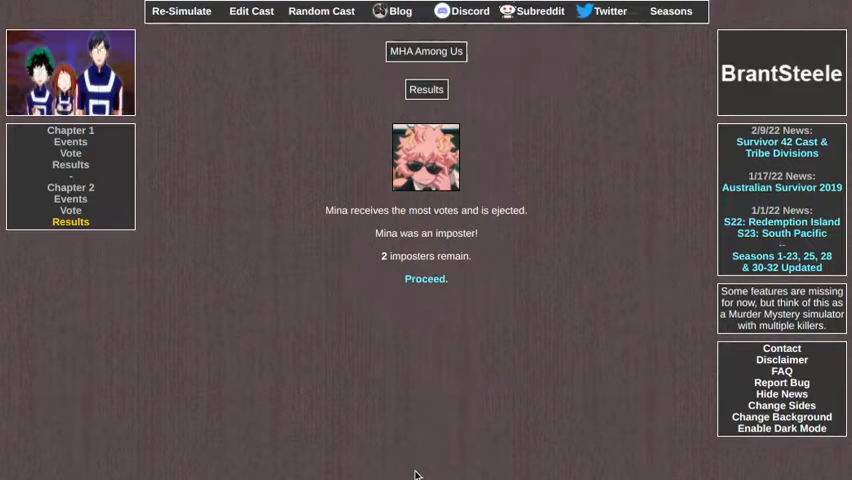 Re-Simulate Edit Cast Random Cast Blog Discord Subreddit Twitter Seasons
MHA Among Us
Results
Mina receives the most votes and is ejected.
Mina was an imposter!
2 imposters remain.
Proceed.
Chapter 1
Events
Vote
Results
-
Chapter 2
Events
Vote
Results
BrantSteele
2/9/22 News:
Survivor 42 Cast &
Tribe Divisions
1/17/22 News:
Australian Survivor 2019
1/1/22 News:
S22: Redemption Island
S23: South Pacific
--
Seasons 1-23, 25, 28
& 30-32 Updated
Some features are missing
for now, but think of this as
a Murder Mystery simulator
with multiple killers.
Contact
Disclaimer
FAQ
Report Bug
Hide News
Change Sides
Change Background
Enable Dark Mode